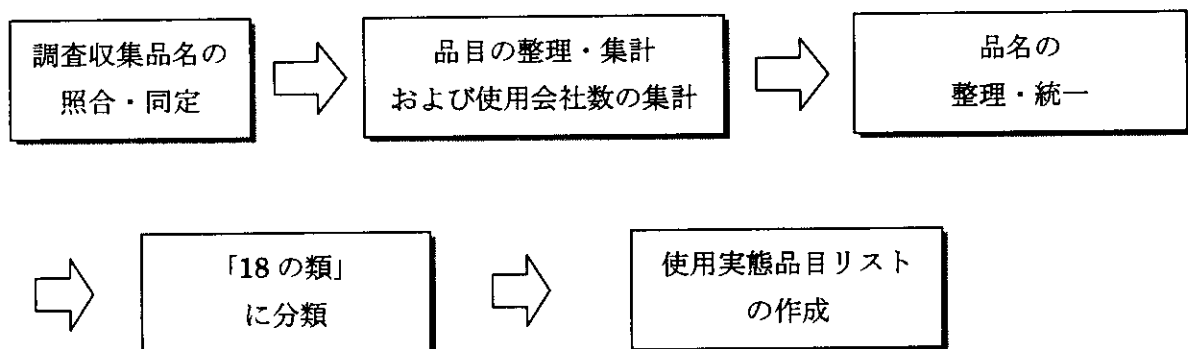 調査収集品名の
照合・同定
品目の整理・集計
および使用会社数の集計
品名の
整理・統一
「18の類」
に分類
使用実態品目リスト
の作成